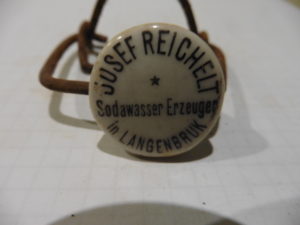 JOSEF REICHELT
*
Sodawasser Erzeuger
in LANGENBRUK